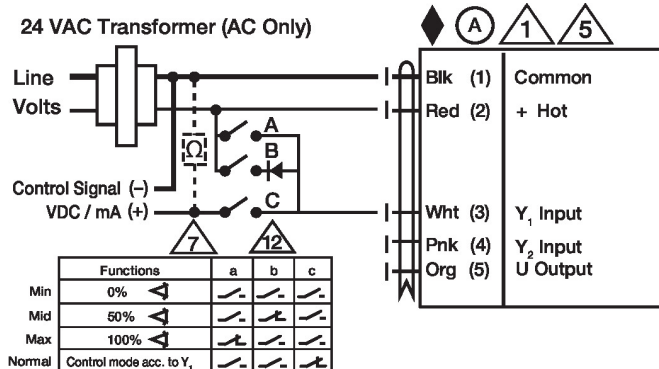 24 VAC Transformer (AC Only)
A 1 5
Line
Volts
Blk (1) Common
Red (2) + Hot
A
Ω
B
Control Signal (–)
VDC / mA (+)
C
Wht (3) Y₁ Input
7
12
Pnk (4) Y₂ Input
Org (5) U Output
Functions a b c
Min 0%
Mid 50%
Max 100%
Normal Control mode acc. to Y₁